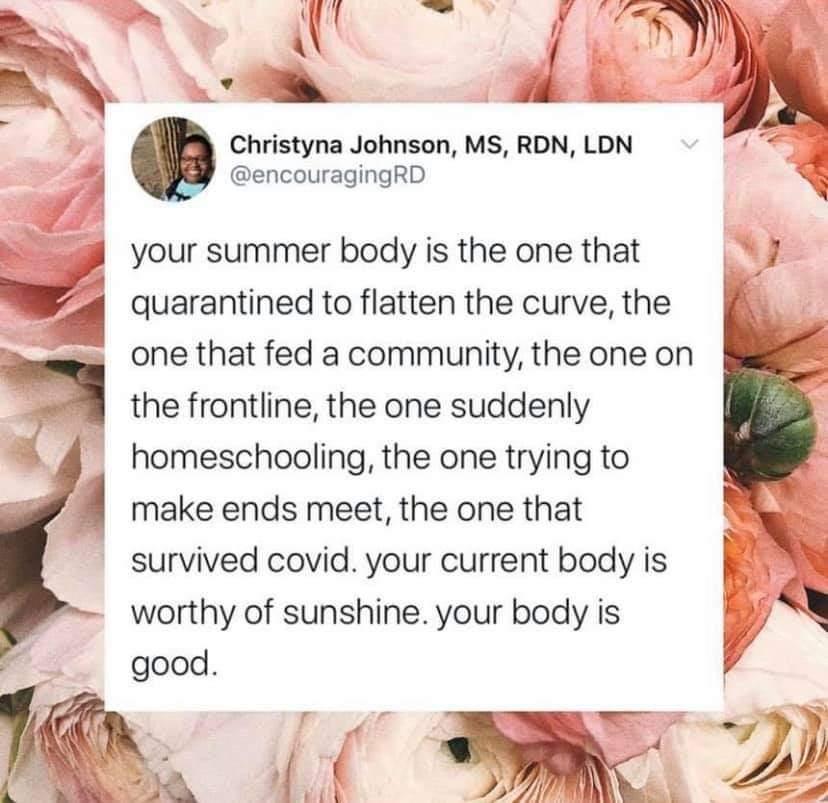 Christyna Johnson, MS, RDN, LDN
@encouragingRD
your summer body is the one that
quarantined to flatten the curve, the
one that fed a community, the one on
the frontline, the one suddenly
homeschooling, the one trying to
make ends meet, the one that
survived covid. your current body is
worthy of sunshine. your body is
good.